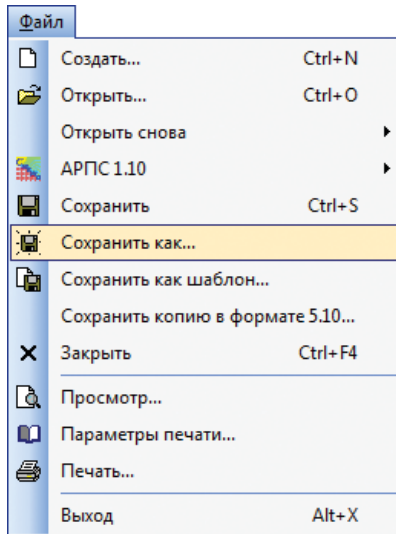 Файл
Создать... Ctrl+N
Открыть... Ctrl+O
Открыть снова
АРПС 1.10
Сохранить Ctrl+S
Сохранить как...
Сохранить как шаблон...
Сохранить копию в формате 5.10...
Закрыть Ctrl+F4
Просмотр...
Параметры печати...
Печать...
Выход Alt+X